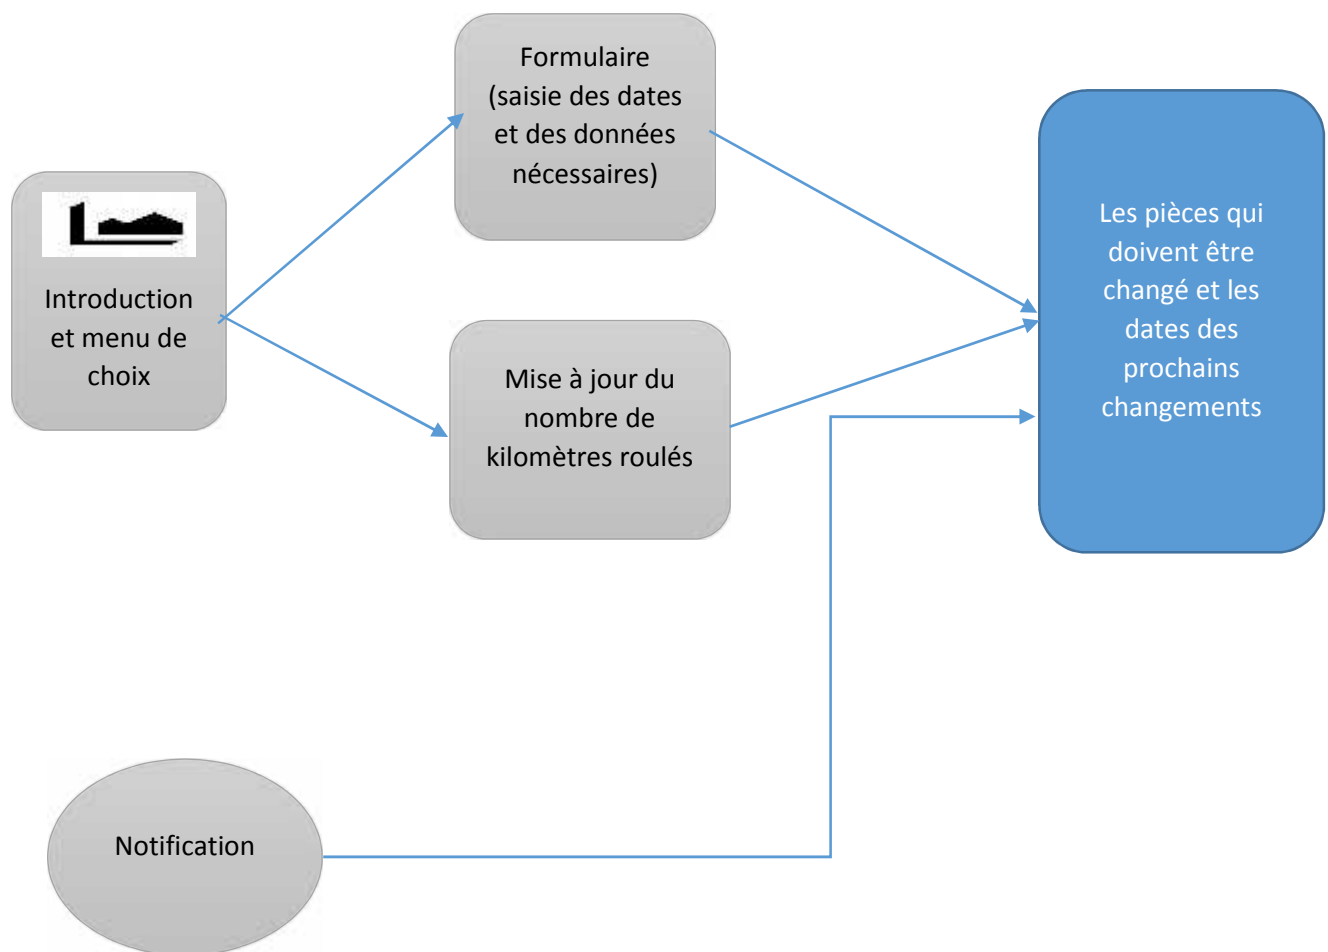 Formulaire
(saisie des dates
et des données
nécessaires)
Introduction
et menu de
choix
Mise à jour du
nombre de
kilomètres roulés
Les pièces qui
doivent être
changé et les
dates des
prochains
changements
Notification